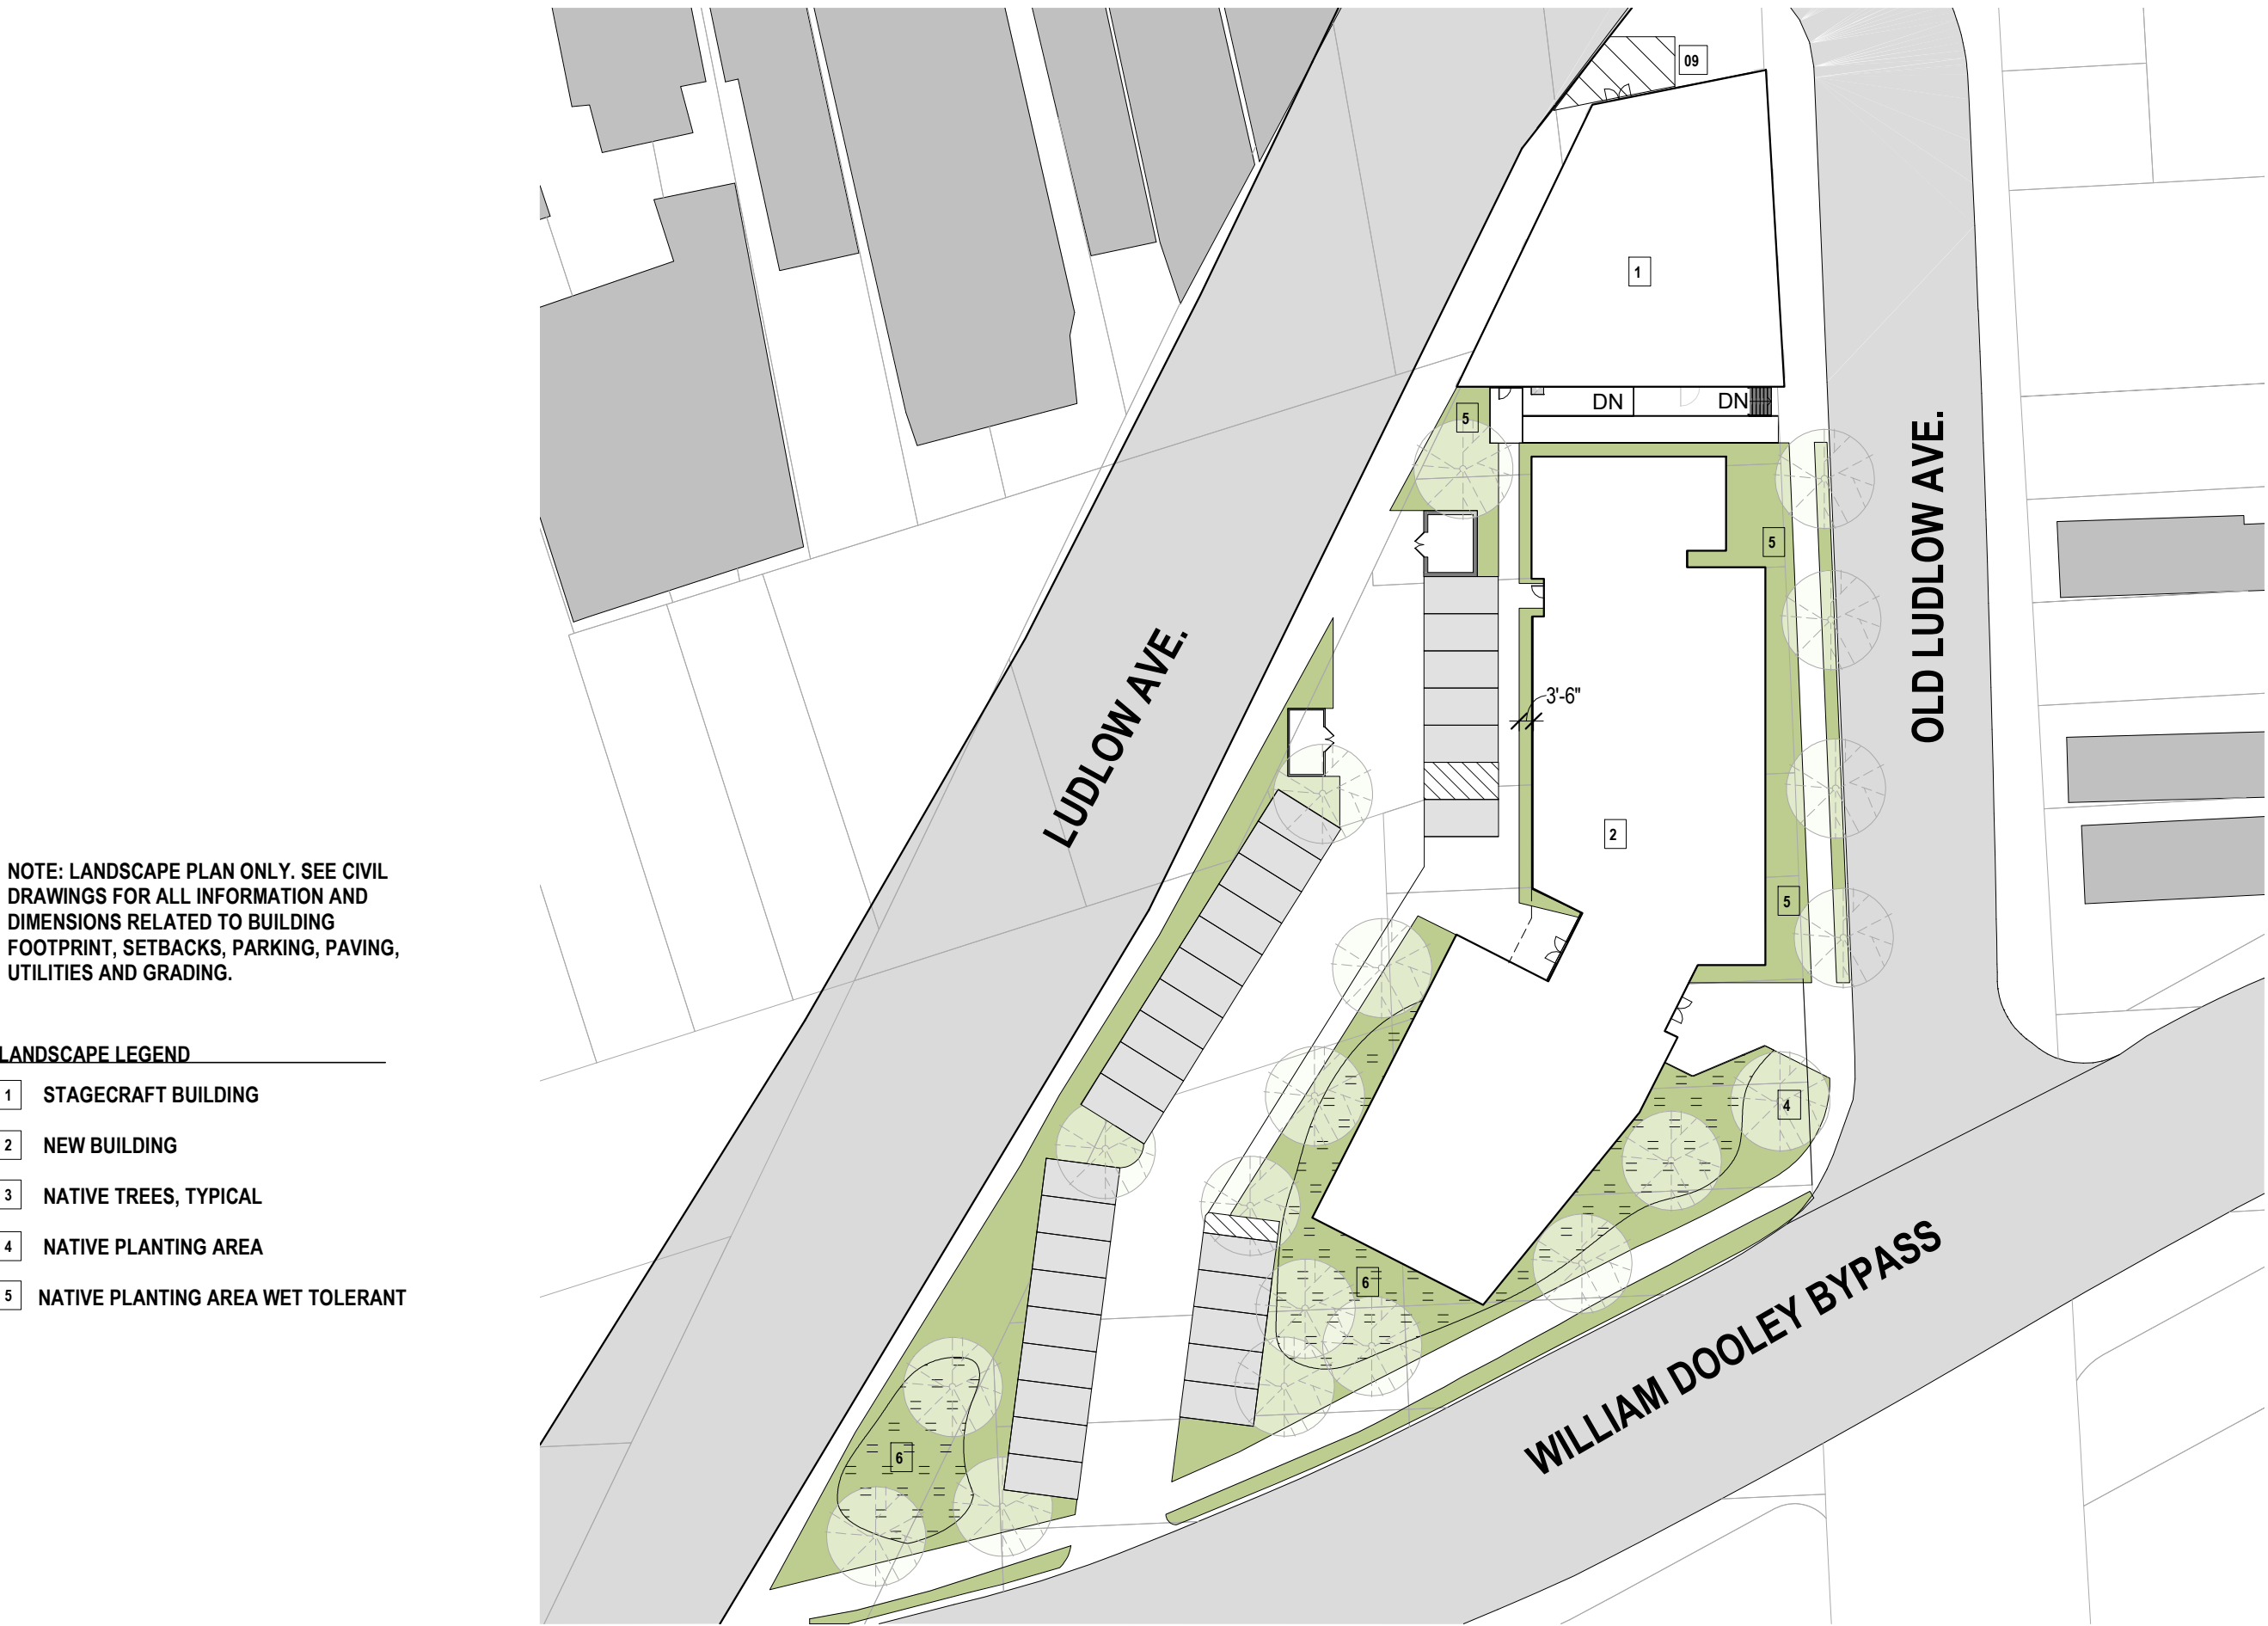 09
1
DN
DN
5
5
OLD LUDLOW AVE.
LUDLOW AVE.
3'-6"
2
5
4
6
6
WILLIAM DOOLEY BYPASS
NOTE: LANDSCAPE PLAN ONLY. SEE CIVIL
DRAWINGS FOR ALL INFORMATION AND
DIMENSIONS RELATED TO BUILDING
FOOTPRINT, SETBACKS, PARKING, PAVING,
UTILITIES AND GRADING.
LANDSCAPE LEGEND
1 STAGECRAFT BUILDING
2 NEW BUILDING
3 NATIVE TREES, TYPICAL
4 NATIVE PLANTING AREA
5 NATIVE PLANTING AREA WET TOLERANT